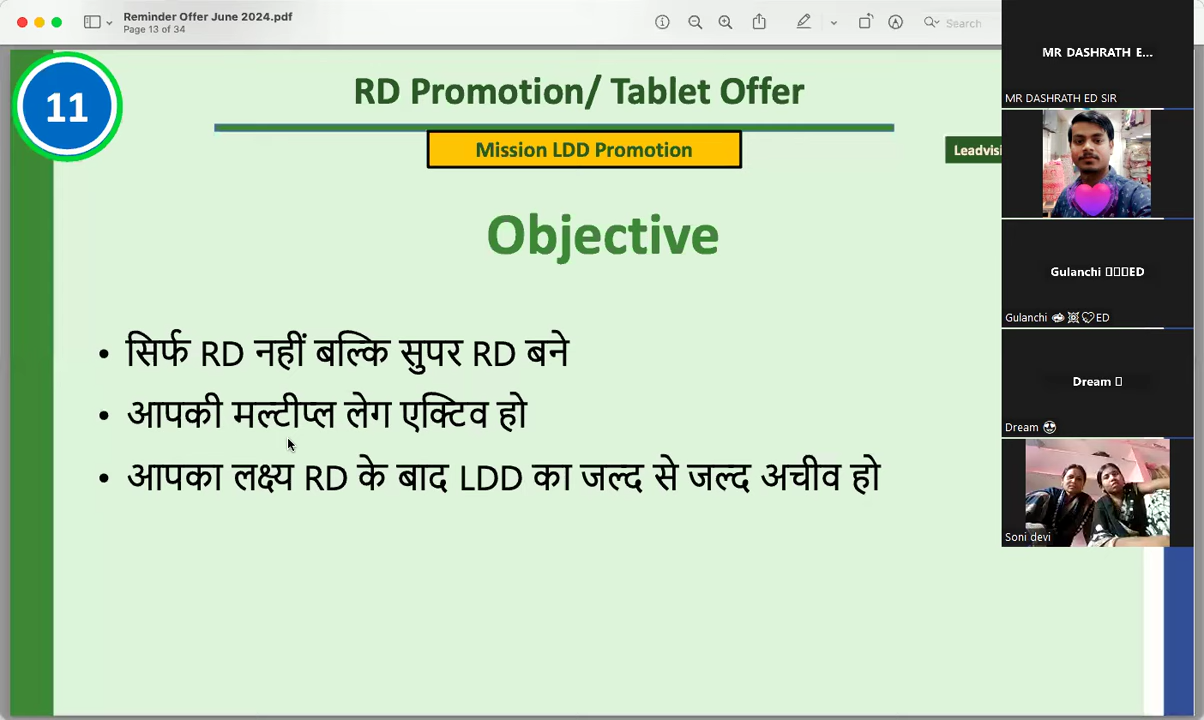 Reminder Offer June 2024.pdf
Page 13 of 34
Search
11
RD Promotion/ Tablet Offer
Mission LDD Promotion
Leadvisi
Objective
• सिर्फ RD नहीं बल्कि सुपर RD बने
• आपकी मल्टीप्ल लेग एक्टिव हो
• आपका लक्ष्य RD के बाद LDD का जल्द से जल्द अचीव हो
MR DASHRATH E...
MR DASHRATH ED SIR
Gulanchi ED
Gulanchi ED
Dream
Dream 😍
Soni devi